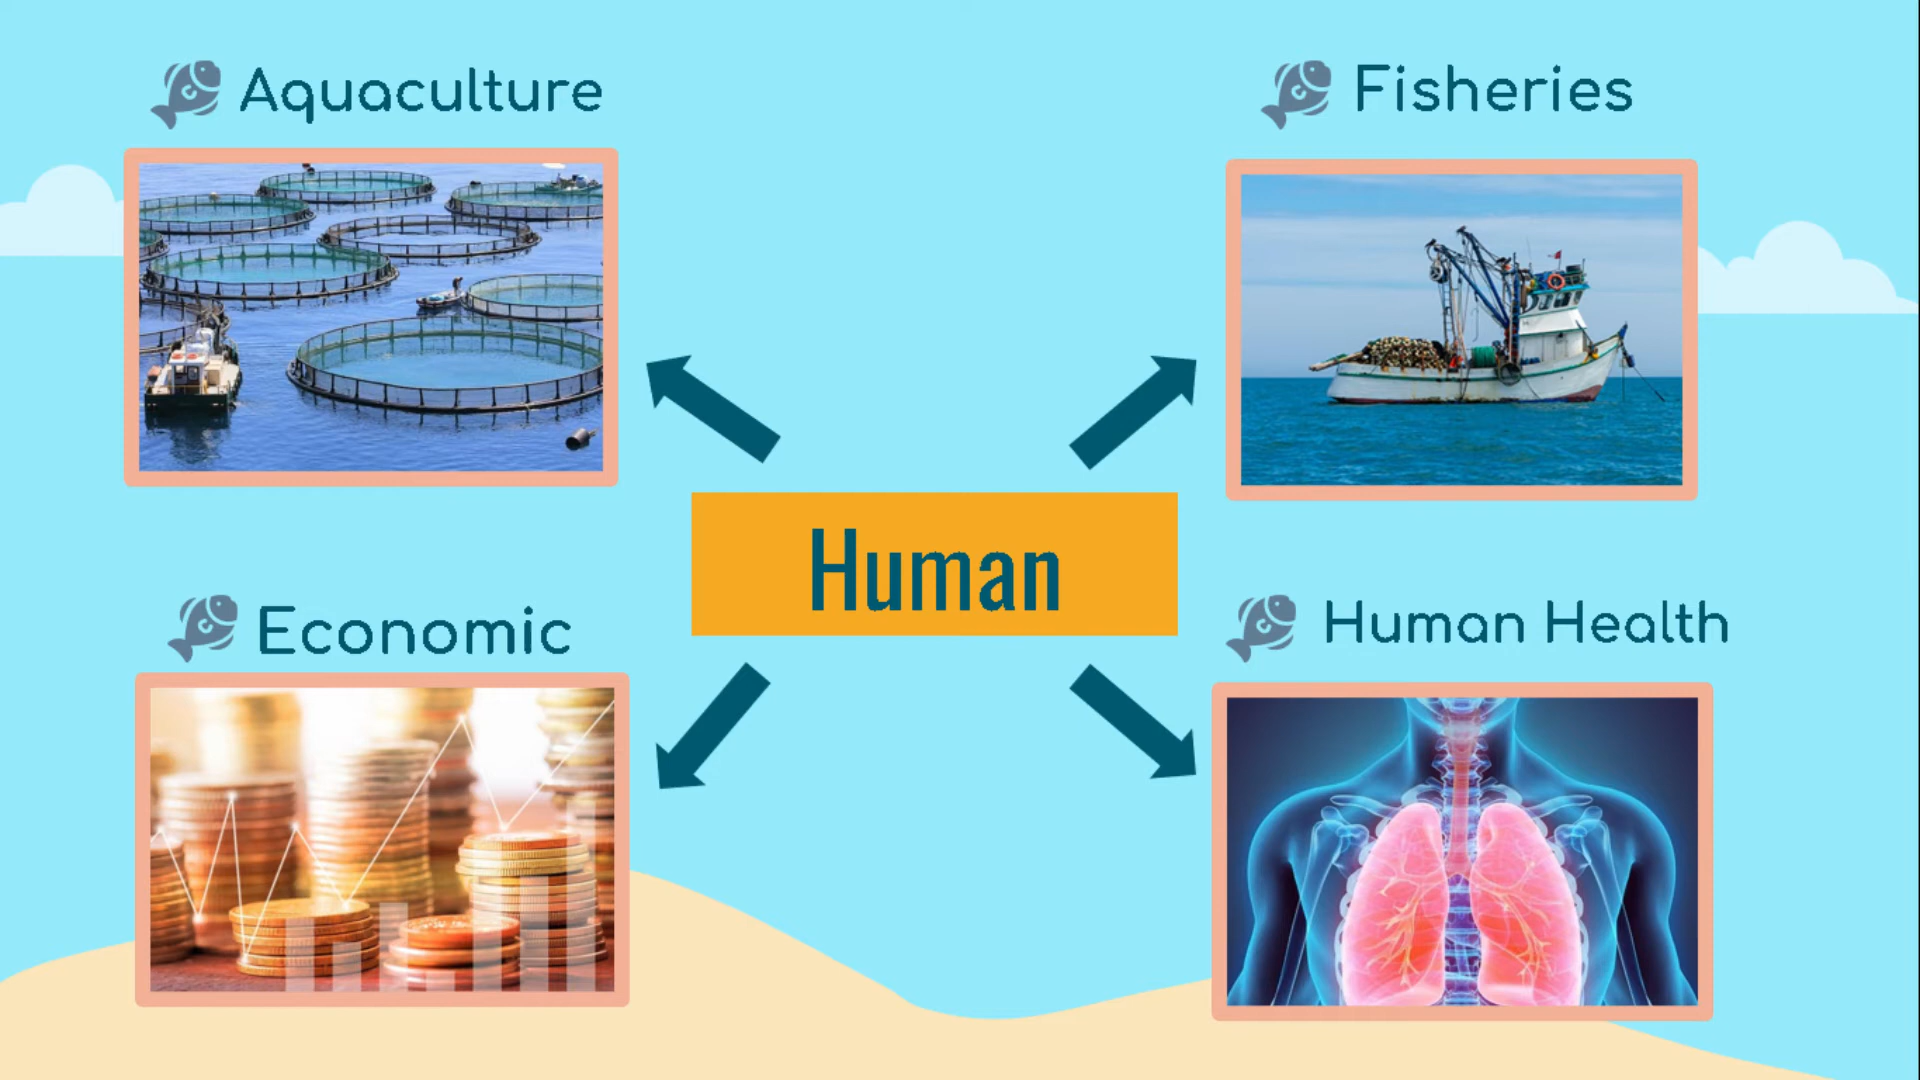 Aquaculture
Fisheries
Human
Economic
Human Health